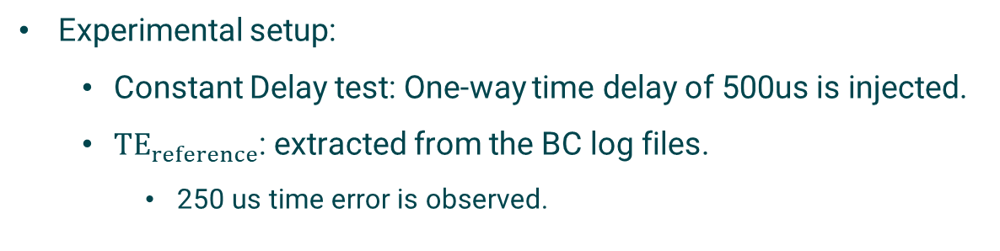 • Experimental setup:
• Constant Delay test: One-way time delay of 500us is injected.
• TEreference: extracted from the BC log files.
• 250 us time error is observed.